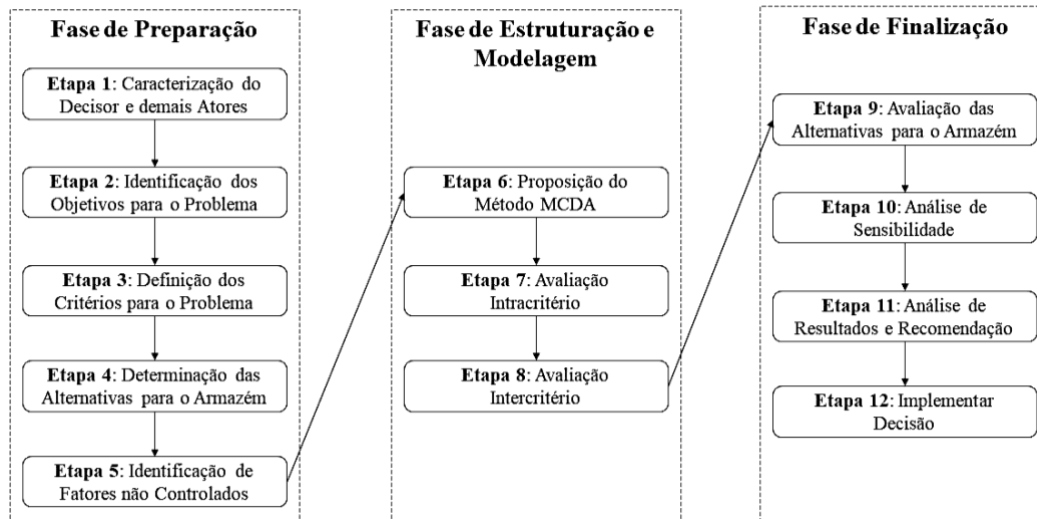 Fase de Preparação
Etapa 1: Caracterização do
Decisor e demais Atores
Etapa 2: Identificação dos
Objetivos para o Problema
Etapa 3: Definição dos
Critérios para o Problema
Etapa 4: Determinação das
Alternativas para o Armazém
Etapa 5: Identificação de
Fatores não Controlados
Fase de Estruturação e
Modelagem
Etapa 6: Proposição do
Método MCDA
Etapa 7: Avaliação
Intracritério
Etapa 8: Avaliação
Intercritério
Fase de Finalização
Etapa 9: Avaliação das
Alternativas para o Armazém
Etapa 10: Análise de
Sensibilidade
Etapa 11: Análise de
Resultados e Recomendação
Etapa 12: Implementar
Decisão